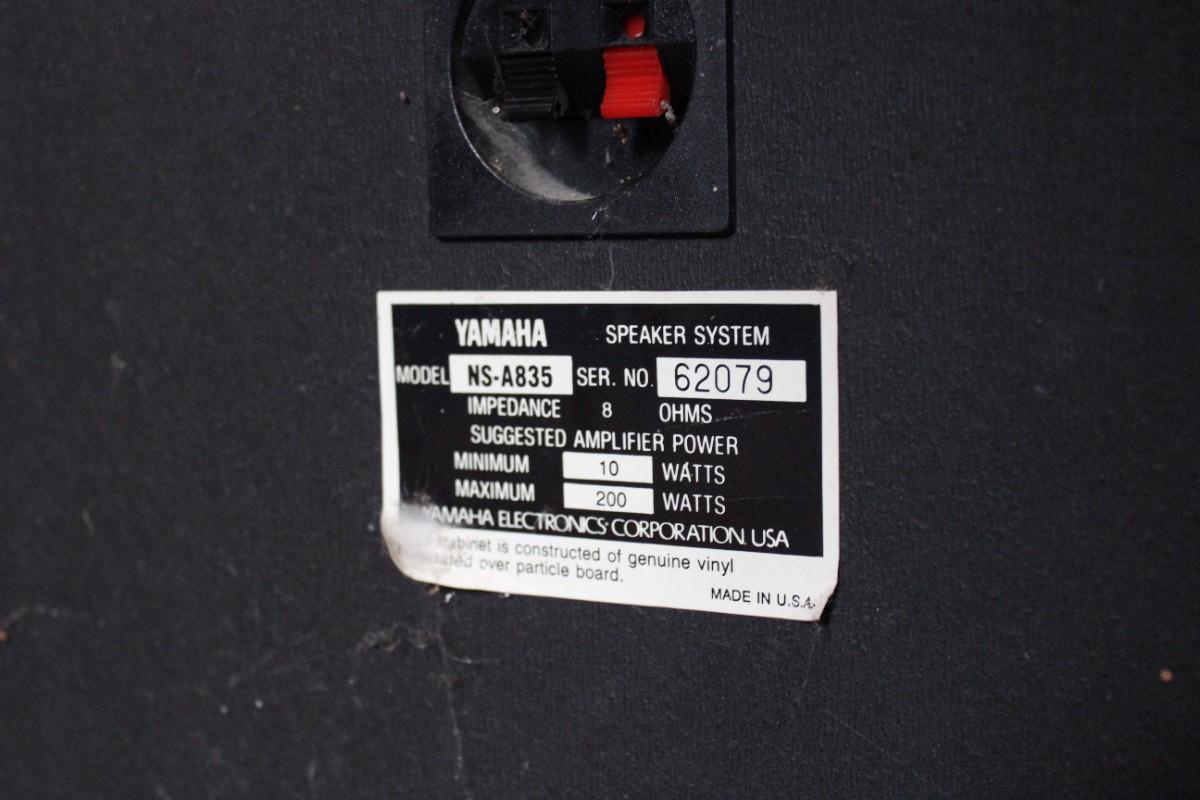 YAMAHA SPEAKER SYSTEM
MODEL NS-A835 SER. NO. 62079
IMPEDANCE 8 OHMS
SUGGESTED AMPLIFIER POWER
MINIMUM 10 WATTS
MAXIMUM 200 WATTS
YAMAHA ELECTRONICS CORPORATION, USA
cabinet is constructed of genuine vinyl
over particle board.
MADE IN U.S.A.